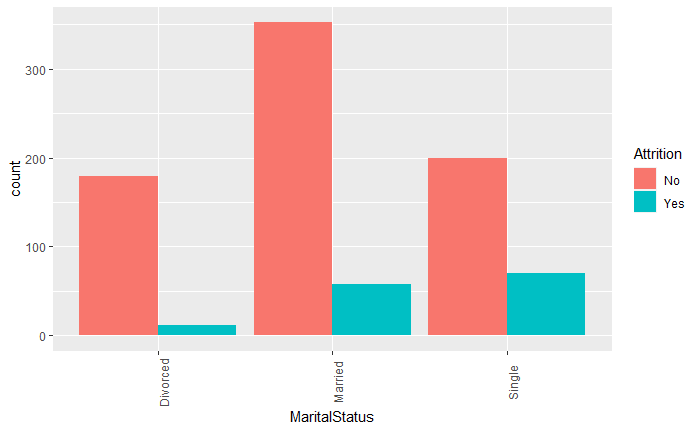 300
200
100
0
count
Divorced
Married
Single
MaritalStatus
Attrition
No
Yes